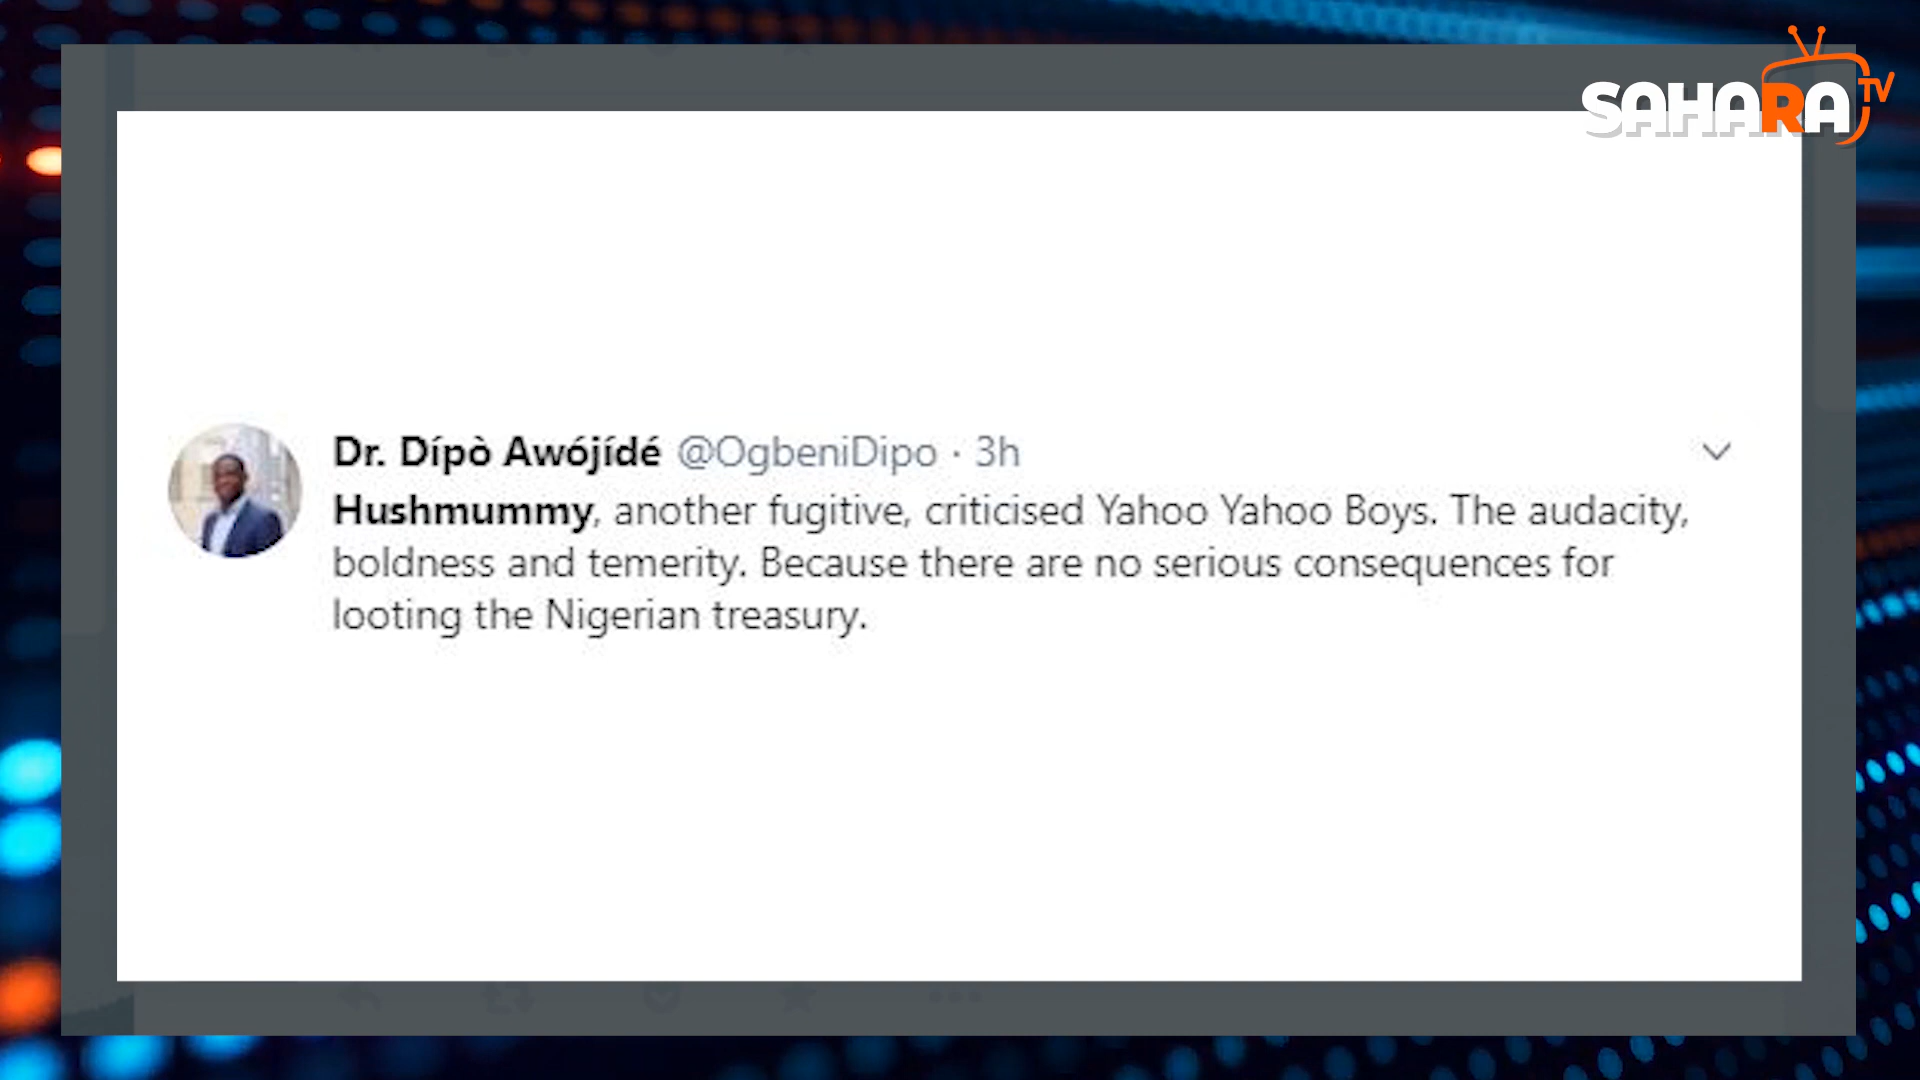 SAHARA TV
Dr. Dípò Awójídé @OgbeniDipo · 3h
Hushmummy, another fugitive, criticised Yahoo Yahoo Boys. The audacity,
boldness and temerity. Because there are no serious consequences for
looting the Nigerian treasury.